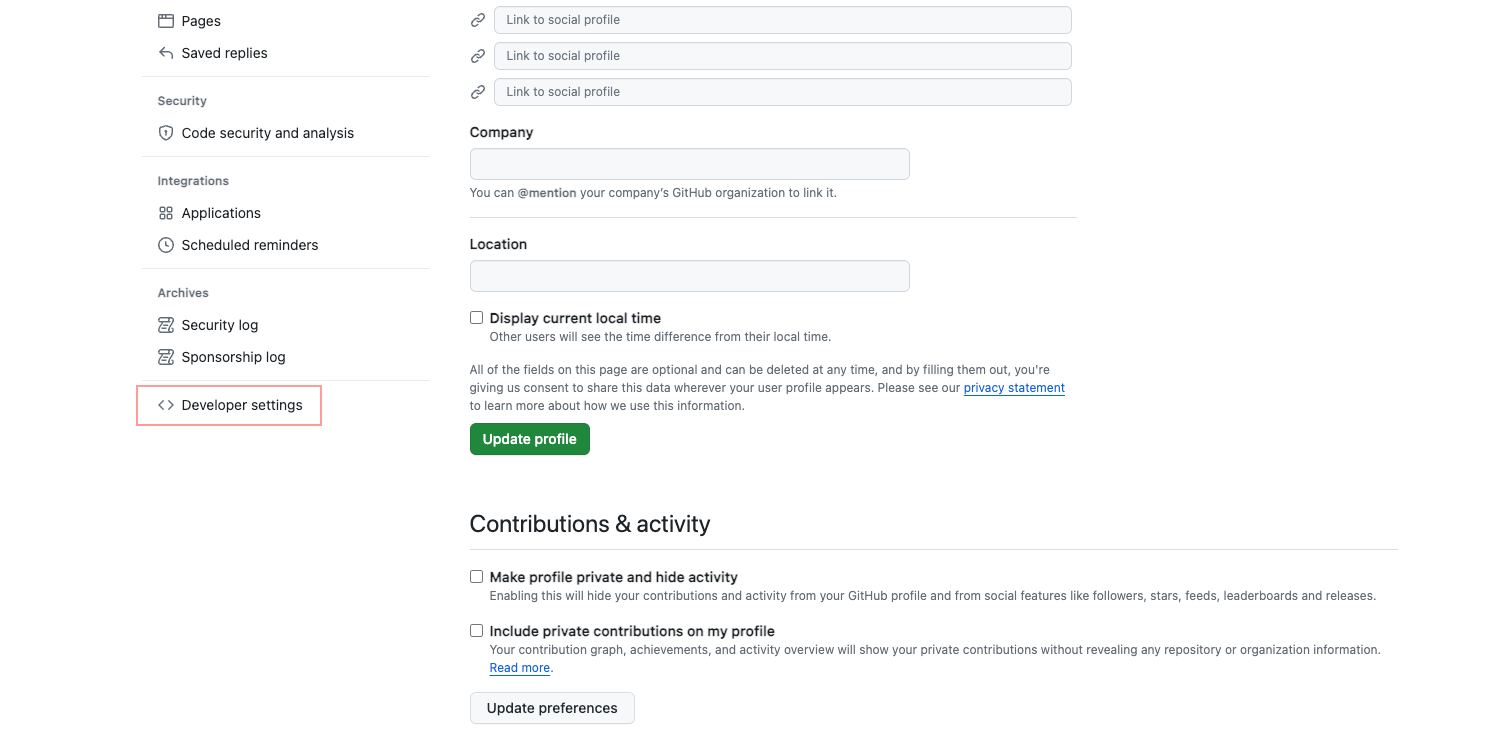 Pages
Saved replies
Security
Code security and analysis
Integrations
Applications
Scheduled reminders
Archives
Security log
Sponsorship log
Developer settings
Link to social profile
Link to social profile
Link to social profile
Company
You can @mention your company's GitHub organization to link it.
Location
Display current local time
Other users will see the time difference from their local time.
All of the fields on this page are optional and can be deleted at any time, and by filling them out, you're
giving us consent to share this data wherever your user profile appears. Please see our privacy statement
to learn more about how we use this information.
Update profile
Contributions & activity
Make profile private and hide activity
Enabling this will hide your contributions and activity from your GitHub profile and from social features like followers, stars, feeds, leaderboards and releases.
Include private contributions on my profile
Your contribution graph, achievements, and activity overview will show your private contributions without revealing any repository or organization information.
Read more.
Update preferences